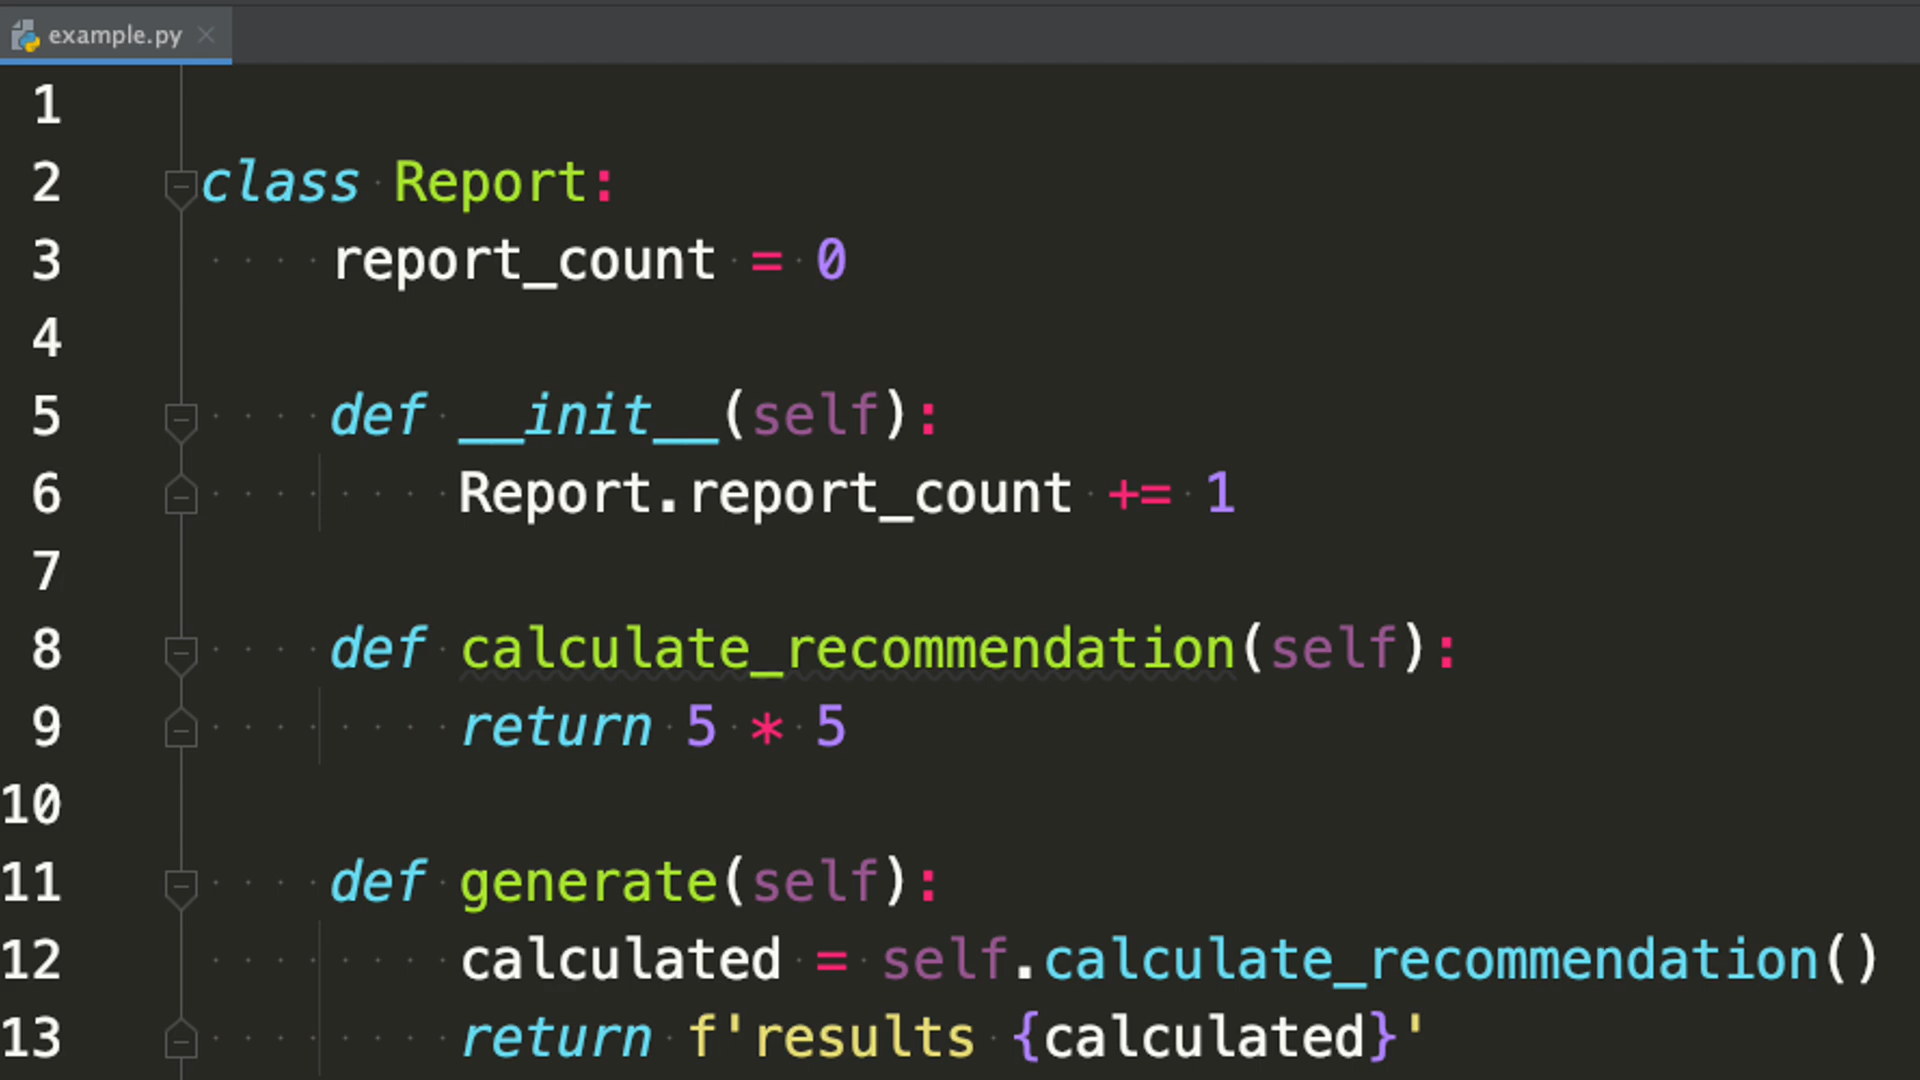 example.py
1
2 class Report:
3     report_count = 0
4
5     def __init__(self):
6         Report.report_count += 1
7
8     def calculate_recommendation(self):
9         return 5 * 5
10
11     def generate(self):
12         calculated = self.calculate_recommendation()
13         return f'results {calculated}'